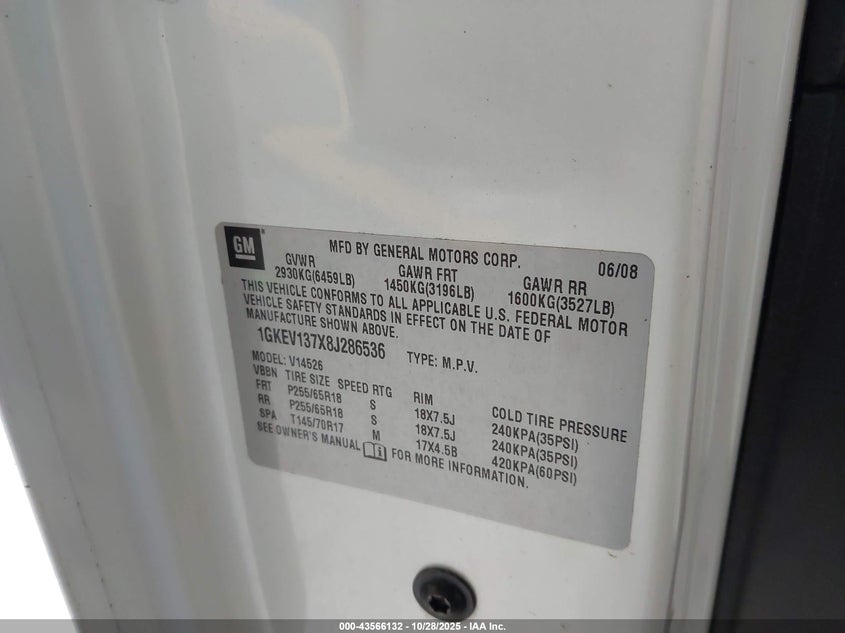 GM MFD BY GENERAL MOTORS CORP. 06/08
GVWR GAWR FRT GAWR RR
2930KG(6459LB) 1450KG(3196LB) 1600KG(3527LB)
THIS VEHICLE CONFORMS TO ALL APPLICABLE U.S. FEDERAL MOTOR
VEHICLE SAFETY STANDARDS IN EFFECT ON THE DATE OF
MANUFACTURE SHOWN ABOVE.
1GKEV137X8J286536 TYPE: M.P.V.
MODEL: V14526
VBBN TIRE SIZE SPEED RTG RIM COLD TIRE PRESSURE
FRT P255/65R18 S 18X7.5J 240KPA(35PSI)
RR P255/65R18 S 18X7.5J 240KPA(35PSI)
SPA T145/70R17 M 17X4.5B 420KPA(60PSI)
SEE OWNER'S MANUAL FOR MORE INFORMATION.
000-43566132 - 10/28/2025 - IAA Inc.